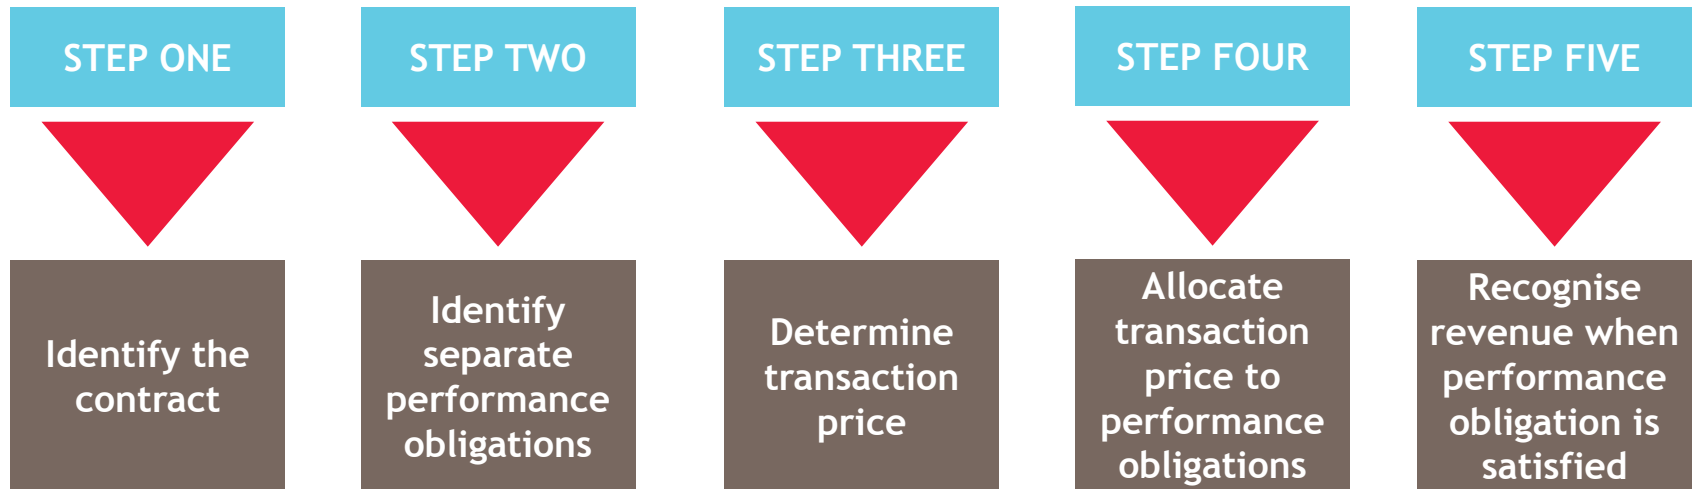 STEP ONE
STEP TWO
STEP THREE
STEP FOUR
STEP FIVE
Identify the
contract
Identify
separate
performance
obligations
Determine
transaction
price
Allocate
transaction
price to
performance
obligations
Recognise
revenue when
performance
obligation is
satisfied